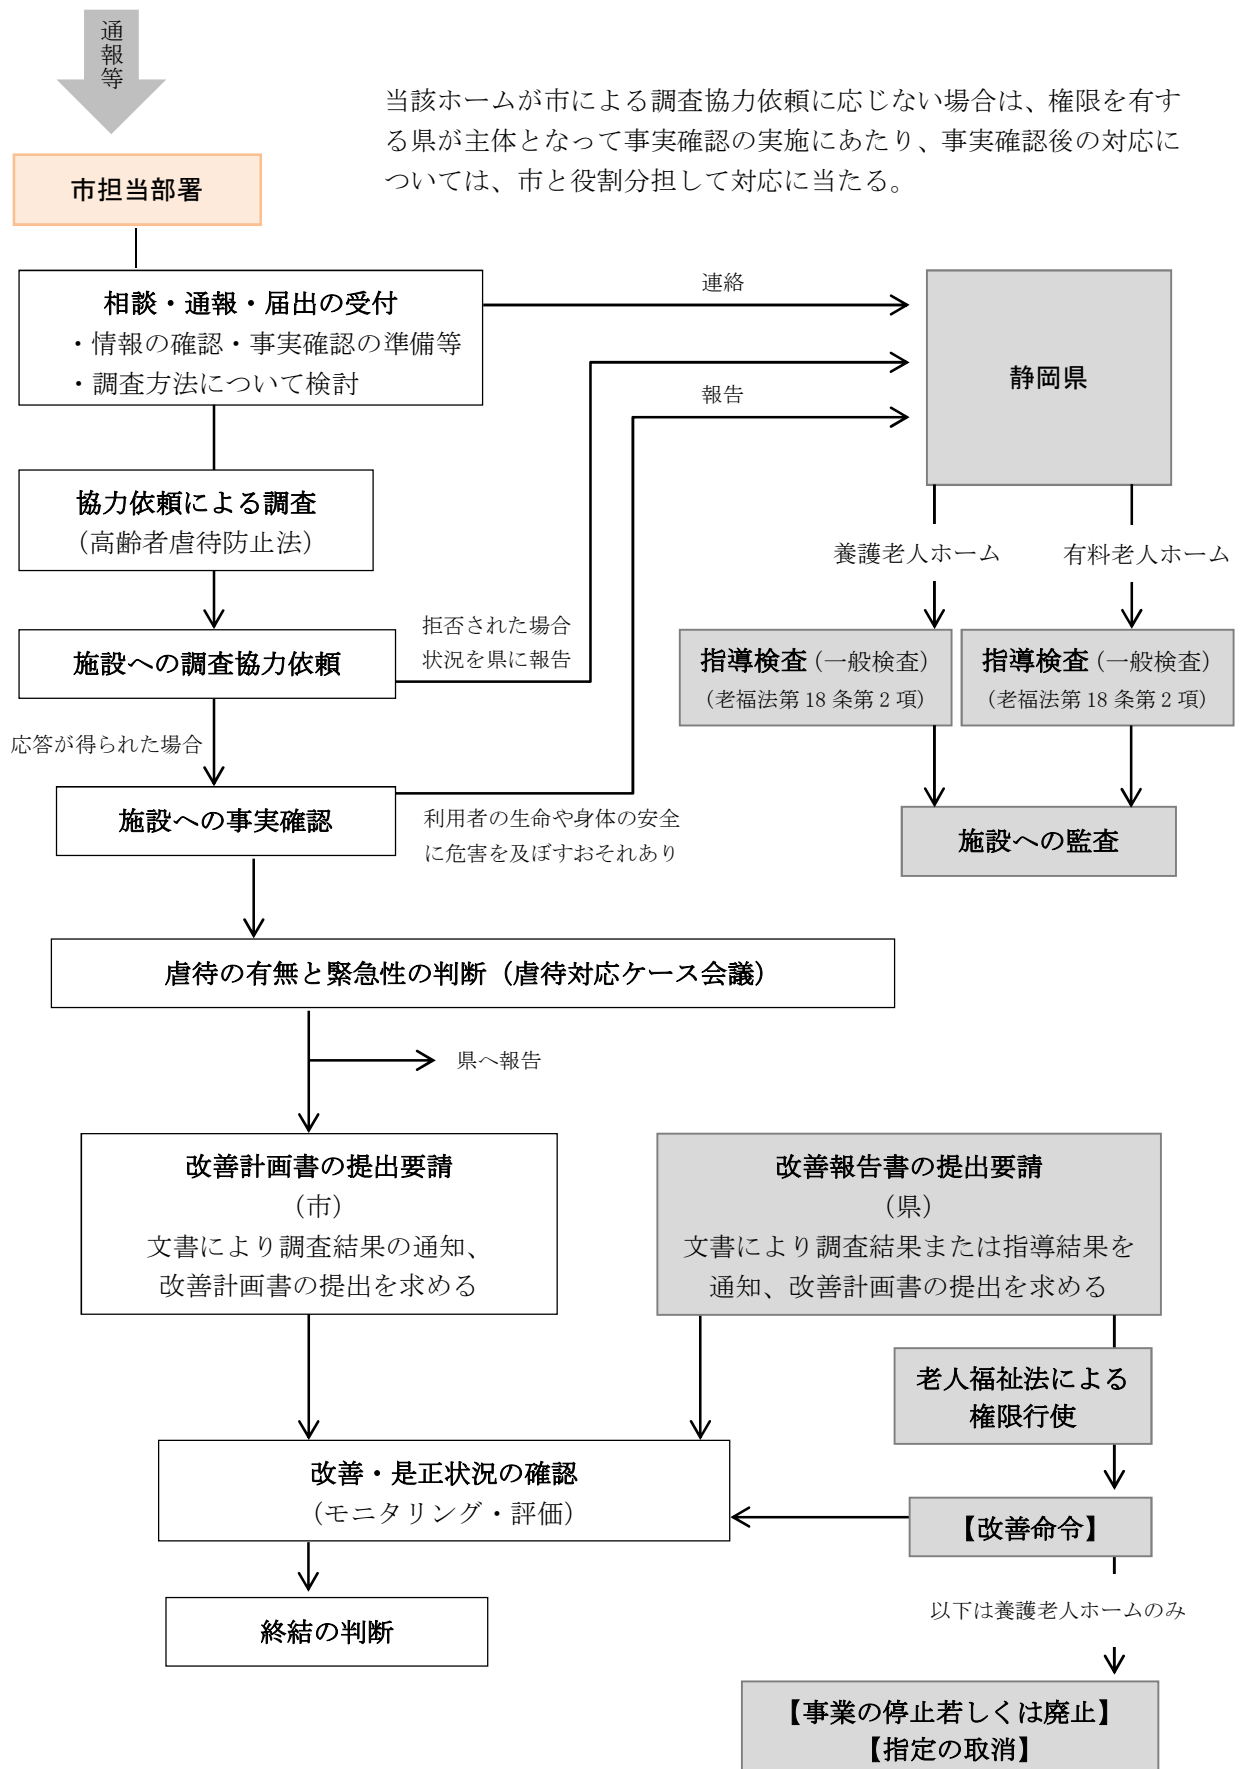 通報等
当該ホームが市による調査協力依頼に応じない場合は、権限を有す
る県が主体となって事実確認の実施にあたり、事実確認後の対応に
ついては、市と役割分担して対応に当たる。
市担当部署
相談・通報・届出の受付
・情報の確認・事実確認の準備等
・調査方法について検討
連絡
報告
静岡県
協力依頼による調査
（高齢者虐待防止法）
養護老人ホーム
有料老人ホーム
施設への調査協力依頼
拒否された場合
状況を県に報告
指導検査（一般検査）
（老福法第 18 条第 2 項）
指導検査（一般検査）
（老福法第 18 条第 2 項）
応答が得られた場合
施設への事実確認
利用者の生命や身体の安全
に危害を及ぼすおそれあり
施設への監査
虐待の有無と緊急性の判断（虐待対応ケース会議）
県へ報告
改善計画書の提出要請
（市）
文書により調査結果の通知、
改善計画書の提出を求める
改善報告書の提出要請
（県）
文書により調査結果または指導結果を
通知、改善計画書の提出を求める
老人福祉法による
権限行使
改善・是正状況の確認
（モニタリング・評価）
【改善命令】
以下は養護老人ホームのみ
終結の判断
【事業の停止若しくは廃止】
【指定の取消】